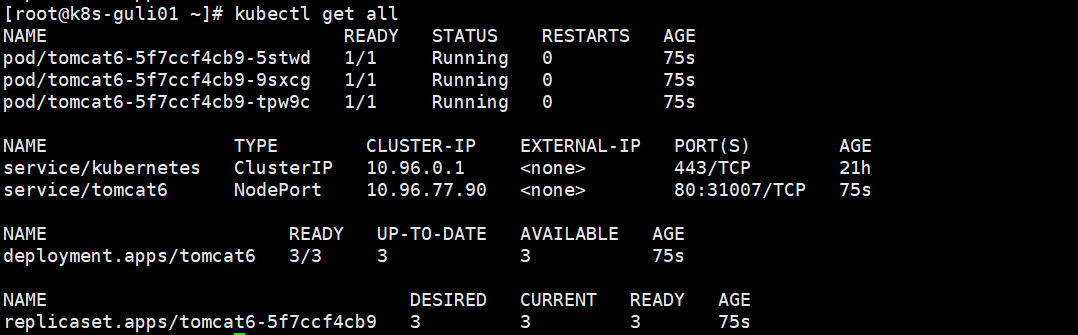 [root@k8s-guli01 ~]# kubectl get all
NAME                           READY   STATUS    RESTARTS   AGE
pod/tomcat6-5f7ccf4cb9-5stwd   1/1     Running   0          75s
pod/tomcat6-5f7ccf4cb9-9sxcg   1/1     Running   0          75s
pod/tomcat6-5f7ccf4cb9-tpw9c   1/1     Running   0          75s

NAME                 TYPE        CLUSTER-IP    EXTERNAL-IP   PORT(S)        AGE
service/kubernetes   ClusterIP   10.96.0.1     <none>        443/TCP        21h
service/tomcat6      NodePort    10.96.77.90   <none>        80:31007/TCP   75s

NAME                      READY   UP-TO-DATE   AVAILABLE   AGE
deployment.apps/tomcat6   3/3     3            3           75s

NAME                                 DESIRED   CURRENT   READY   AGE
replicaset.apps/tomcat6-5f7ccf4cb9   3         3         3       75s